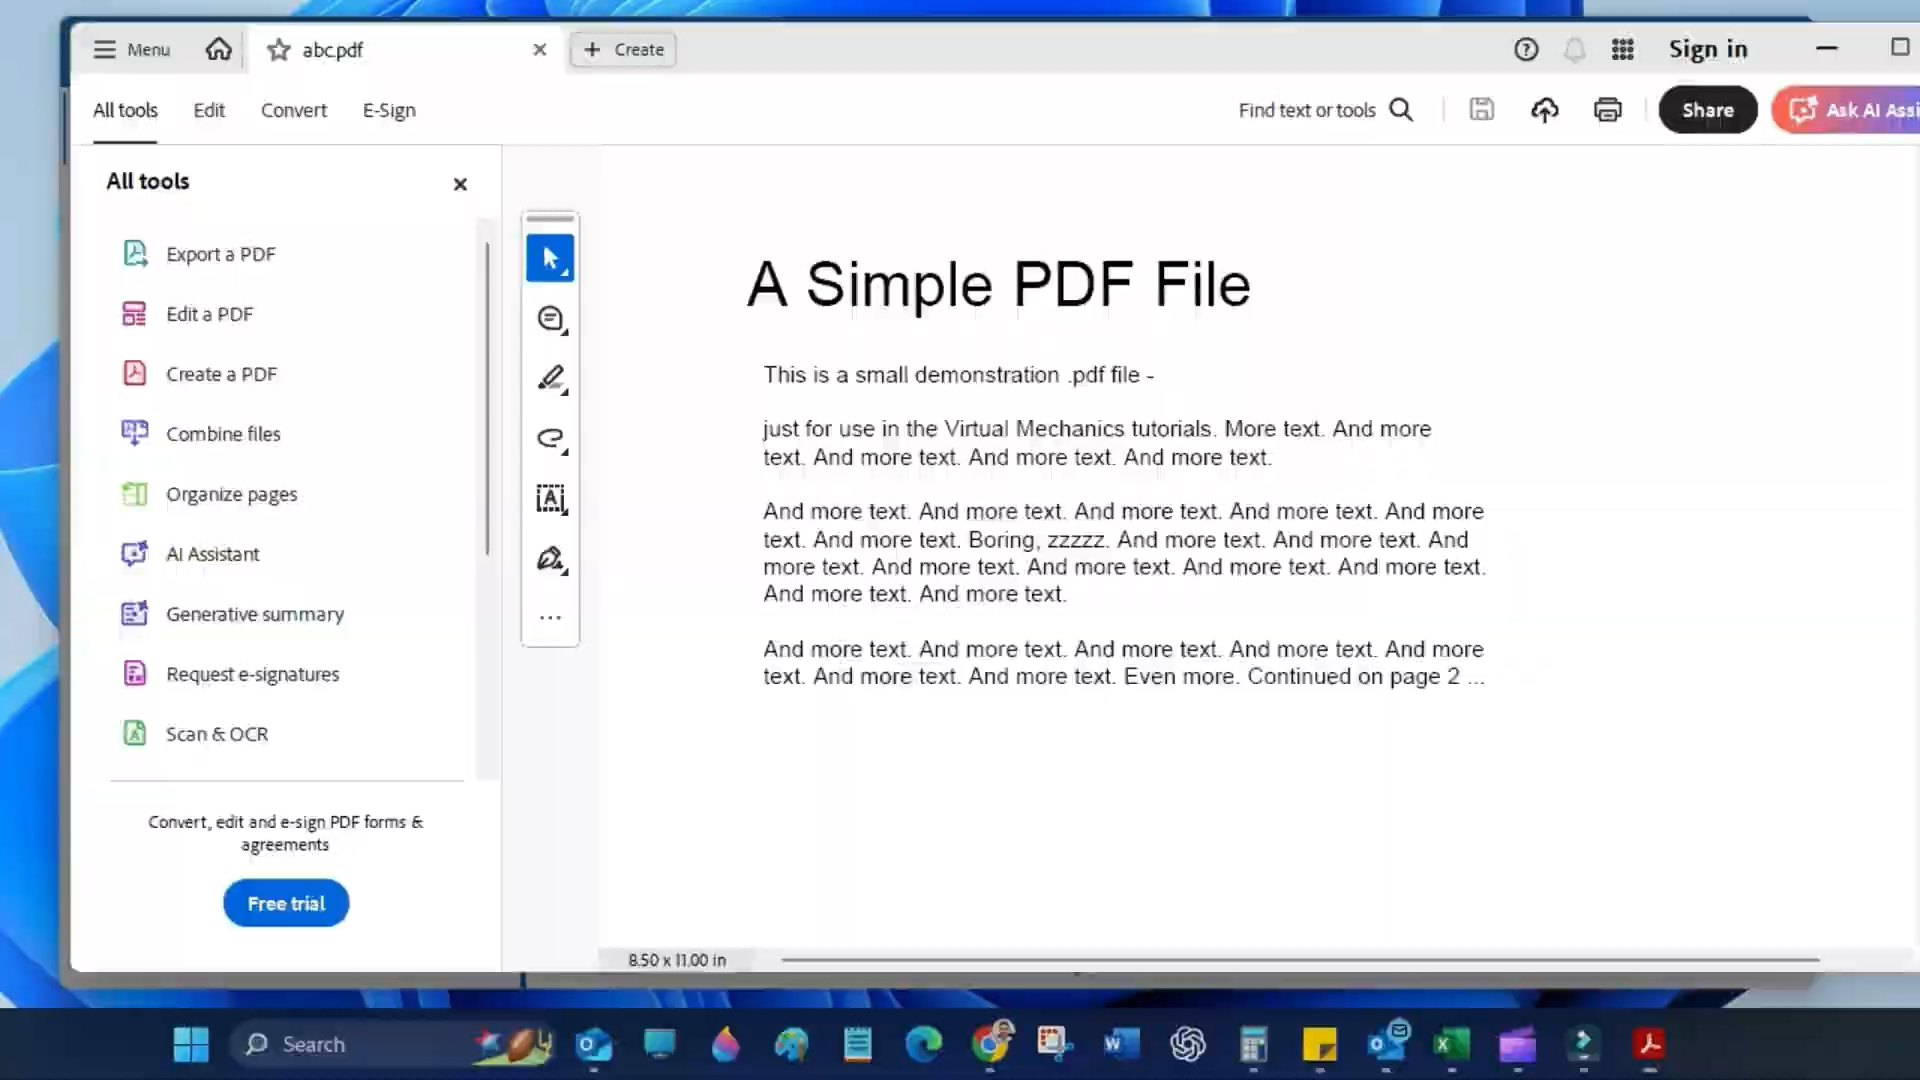 Menu
abc.pdf
Create
Sign in
All tools
Edit
Convert
E-Sign
Find text or tools
Share
Ask AI Assi
All tools
Export a PDF
Edit a PDF
Create a PDF
Combine files
Organize pages
AI Assistant
Generative summary
Request e-signatures
Scan & OCR
Convert, edit and e-sign PDF forms &
agreements
Free trial
A Simple PDF File
This is a small demonstration .pdf file -
just for use in the Virtual Mechanics tutorials. More text. And more
text. And more text. And more text. And more text.
And more text. And more text. And more text. And more text. And more
text. And more text. Boring, zzzzz. And more text. And more text. And
more text. And more text. And more text. And more text. And more text.
And more text. And more text.
And more text. And more text. And more text. And more text. And more
text. And more text. And more text. Even more. Continued on page 2 ...
8.50 x 11.00 in
Search